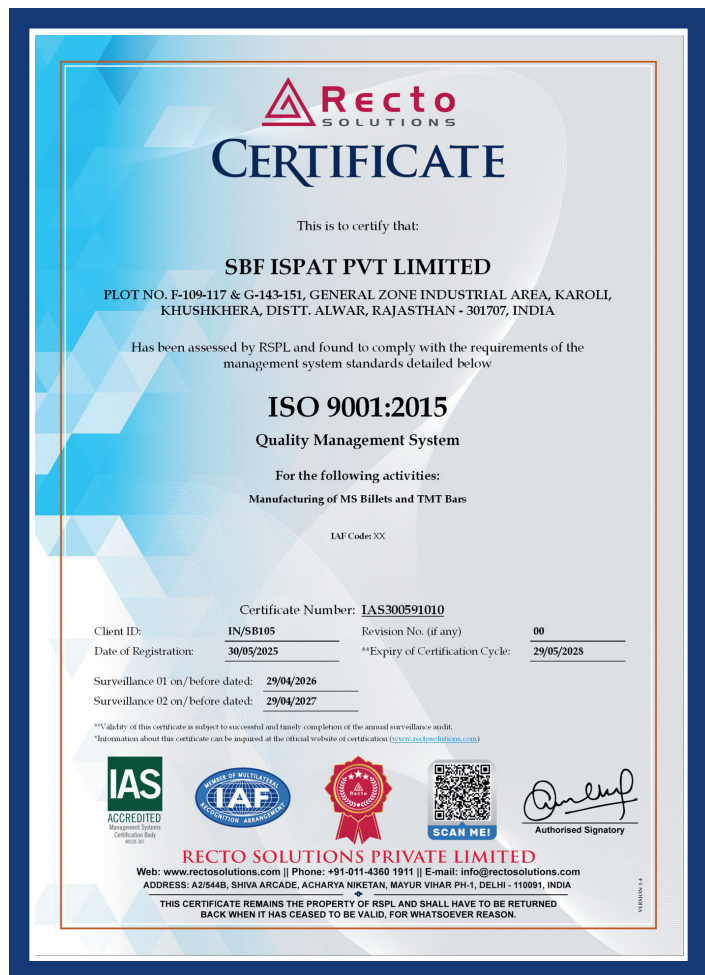 Recto
SOLUTIONS
CERTIFICATE
This is to certify that:
SBF ISPAT PVT LIMITED
PLOT NO. F-109-117 & G-143-151, GENERAL ZONE INDUSTRIAL AREA, KAROLI,
KHUSHKHERA, DISTT. ALWAR, RAJASTHAN - 301707, INDIA
Has been assessed by RSPL and found to comply with the requirements of the
management system standards detailed below
ISO 9001:2015
Quality Management System
For the following activities:
Manufacturing of MS Billets and TMT Bars
IAF Code: XX
Certificate Number: IAS300591010
Client ID: IN/SB105 Revision No. (if any) 00
Date of Registration: 30/05/2025 **Expiry of Certification Cycle: 29/05/2028
Surveillance 01 on/before dated: 29/04/2026
Surveillance 02 on/before dated: 29/04/2027
**Validity of this certificate is subject to successful and timely completion of the annual surveillance audit.
*Information about this certificate can be inquired at the official website of certification (www.rectosolutions.com)
IAS
ACCREDITED
Management Systems
Certification Body
MEMBER OF MULTILATERAL
IAF
RECOGNITION ARRANGEMENT
Recto
SCAN ME!
Authorised Signatory
RECTO SOLUTIONS PRIVATE LIMITED
Web: www.rectosolutions.com || Phone: +91-011-4360 1911 || E-mail: info@rectosolutions.com
ADDRESS: A2/544B, SHIVA ARCADE, ACHARYA NIKETAN, MAYUR VIHAR PH-1, DELHI - 110091, INDIA
THIS CERTIFICATE REMAINS THE PROPERTY OF RSPL AND SHALL HAVE TO BE RETURNED
BACK WHEN IT HAS CEASED TO BE VALID, FOR WHATSOEVER REASON.
VERSION 1.4